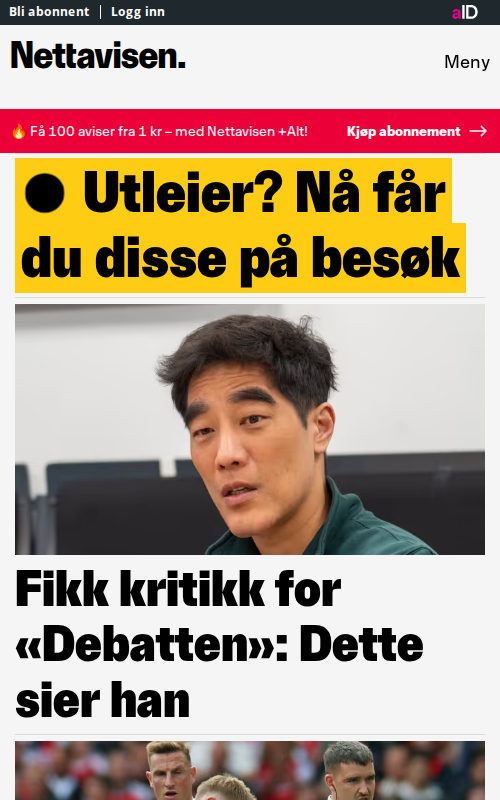 Bli abonnent
Logg inn
aID
Nettavisen.
Meny
🔥 Få 100 aviser fra 1 kr – med Nettavisen +Alt!
Kjøp abonnement →
● Utleier? Nå får
du disse på besøk
Fikk kritikk for
«Debatten»: Dette
sier han